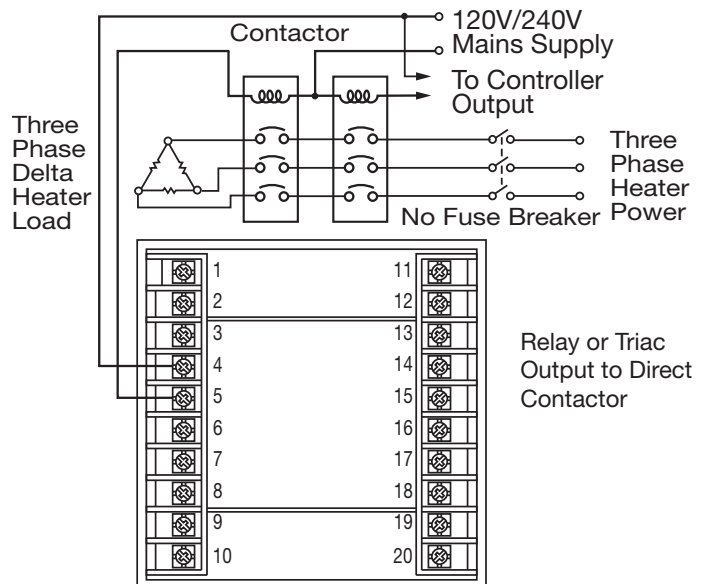 120V/240V
Mains Supply
Contactor
To Controller
Output
Three
Phase
Delta
Heater
Load
Three
Phase
Heater
Power
No Fuse Breaker
1
2
3
4
5
6
7
8
9
10
11
12
13
14
15
16
17
18
19
20
Relay or Triac
Output to Direct
Contactor